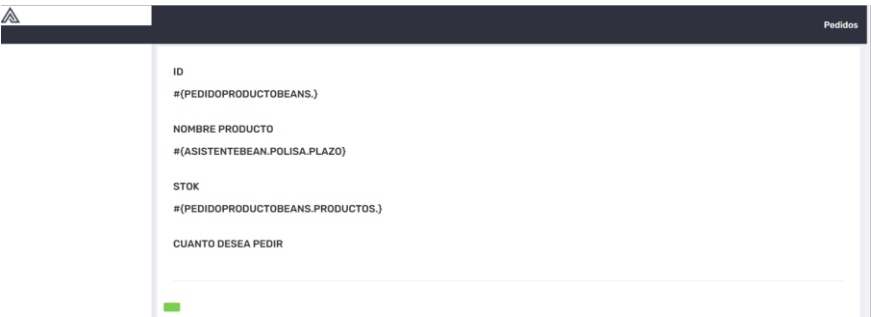 Pedidos
ID
#{PEDIDOPRODUCTOBEANS.}
NOMBRE PRODUCTO
#{ASISTENTEBEAN.POLISA.PLAZO}
STOK
#{PEDIDOPRODUCTOBEANS.PRODUCTOS.}
CUANTO DESEA PEDIR